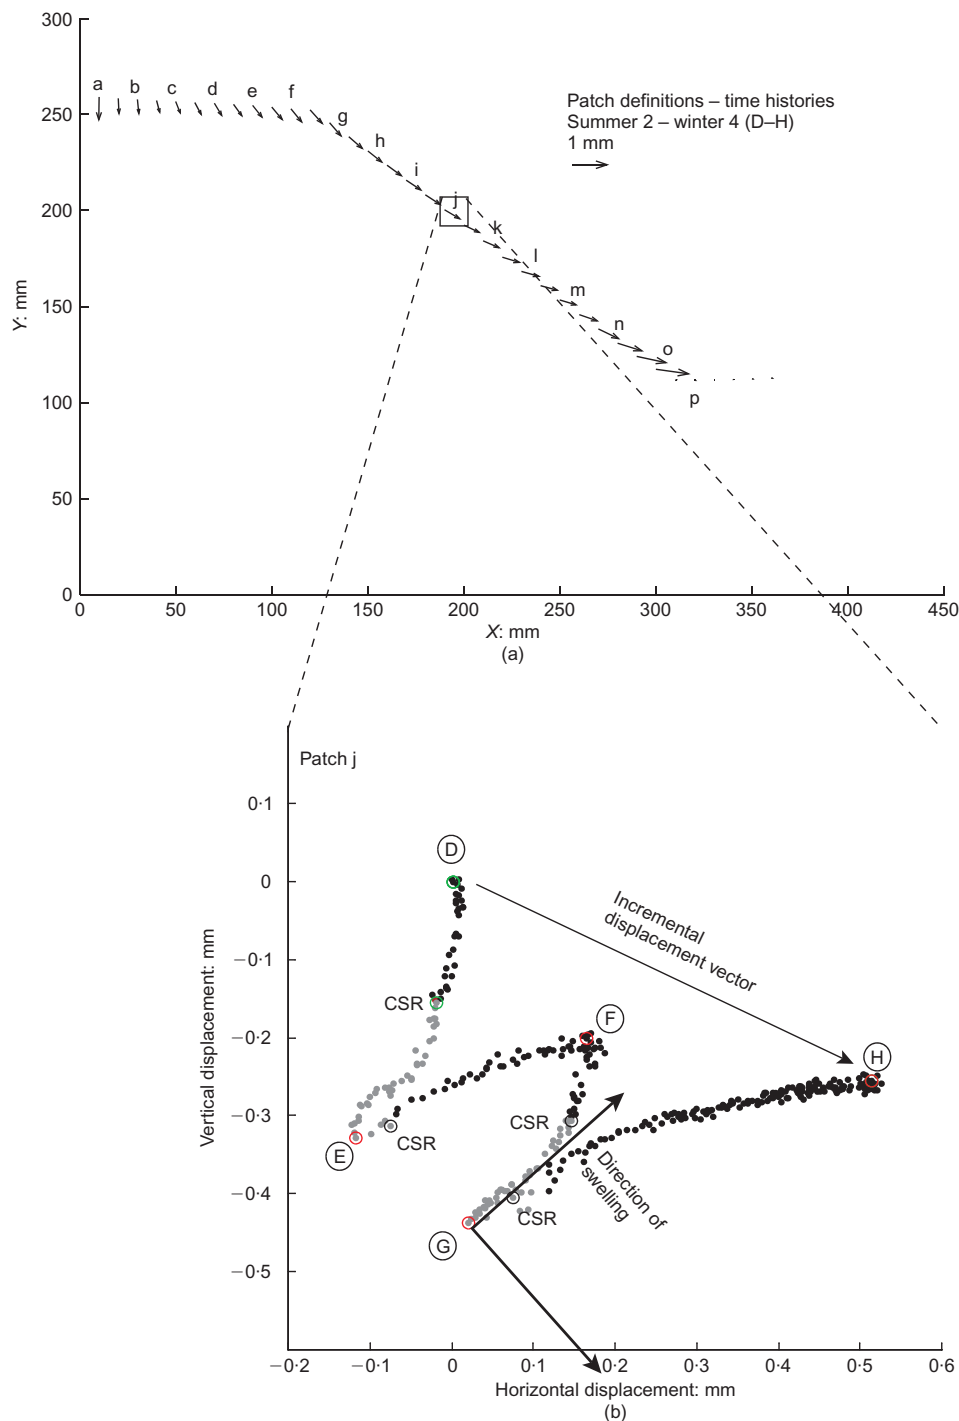 300
250
200
150
100
50
0
Y: mm
a b c d e f
g
h
i
j
k
l
m
n
o
p
Patch definitions – time histories
Summer 2 – winter 4 (D–H)
1 mm
0 50 100 150 200 250 300 350 400 450
X: mm
(a)
Patch j
0·1
0
−0·1
−0·2
−0·3
−0·4
−0·5
Vertical displacement: mm
D
Incremental
displacement vector
CSR
F
H
CSR
E
CSR
Direction of
swelling
CSR
G
−0·2 −0·1 0 0·1 0·2 0·3 0·4 0·5 0·6
Horizontal displacement: mm
(b)